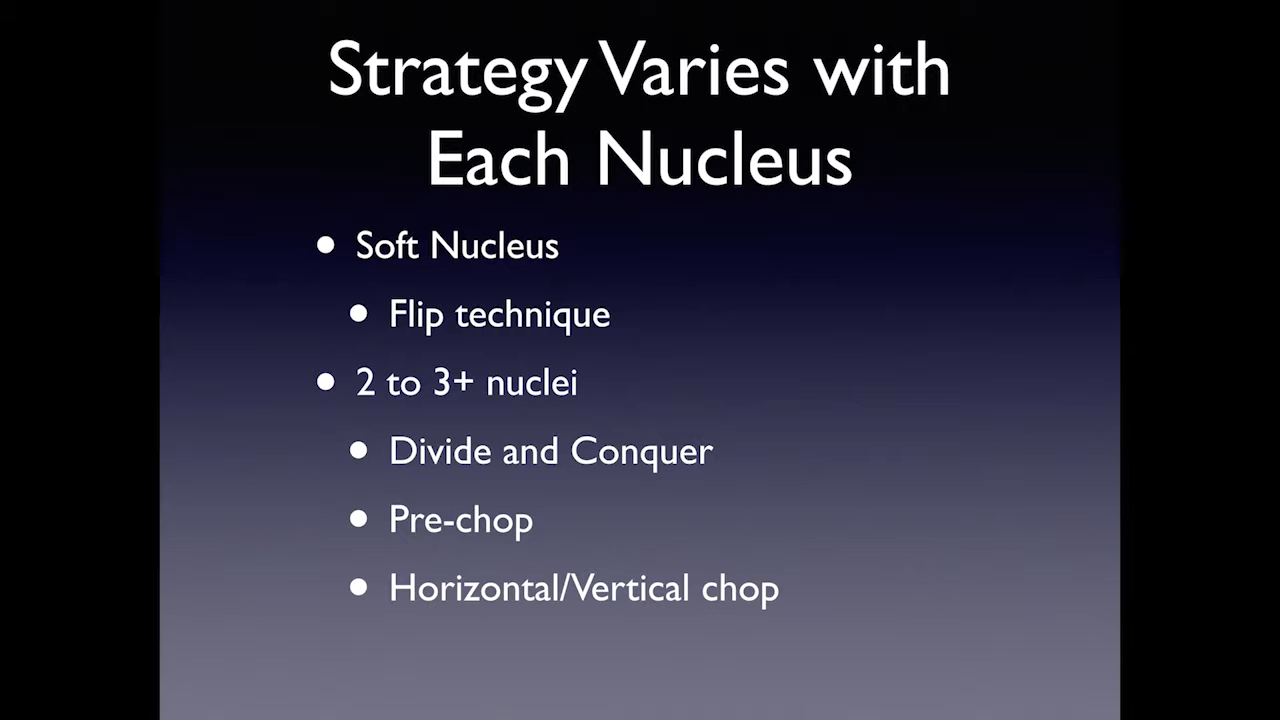 Strategy Varies with
Each Nucleus
• Soft Nucleus
• Flip technique
• 2 to 3+ nuclei
• Divide and Conquer
• Pre-chop
• Horizontal/Vertical chop